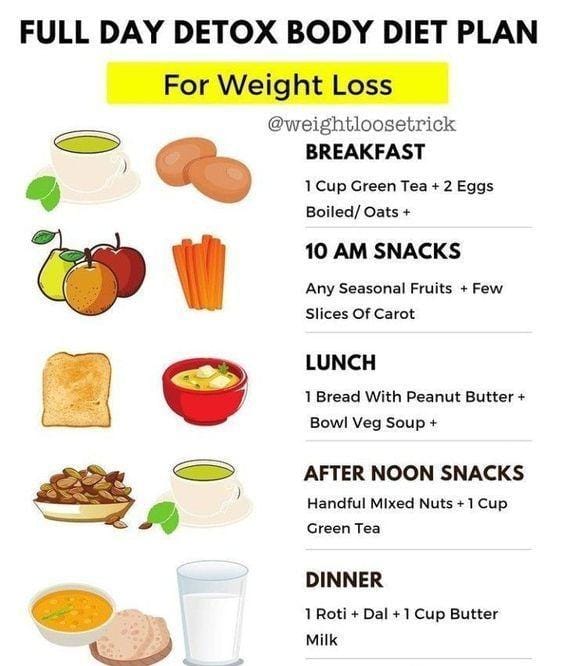 FULL DAY DETOX BODY DIET PLAN
For Weight Loss
@weightloosetrick
BREAKFAST
1 Cup Green Tea + 2 Eggs
Boiled/ Oats +
10 AM SNACKS
Any Seasonal Fruits + Few
Slices Of Carot
LUNCH
1 Bread With Peanut Butter +
Bowl Veg Soup +
AFTER NOON SNACKS
Handful MIxed Nuts + 1 Cup
Green Tea
DINNER
1 Roti + Dal + 1 Cup Butter
Milk